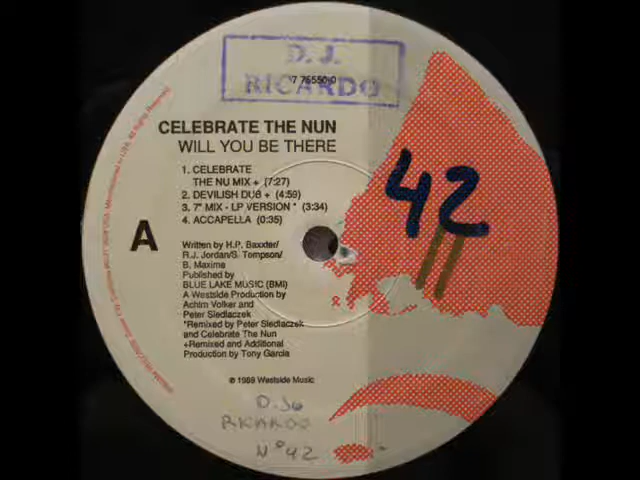 D.J.
RICARDO
CELEBRATE THE NUN
WILL YOU BE THERE
1. CELEBRATE
THE NU MIX + (7:27)
2. DEVILISH DUB + (4:59)
3. 7" MIX - LP VERSION * (3:34)
4. ACCAPELLA (0:35)
42
A
Written by H.P. Baxxter/
R.J. Jordan/S. Tompson/
B. Maxima
Published by
BLUE LAKE MUSIC (BMI)
A Westside Production by
Achim Volker and
Peter Siedlaczek
*Remixed by Peter Siedlaczek
and Celebrate The Nun
+Remixed and Additional
Production by Tony Garcia
℗ 1989 Westside Music
RICARDO
Nº 42